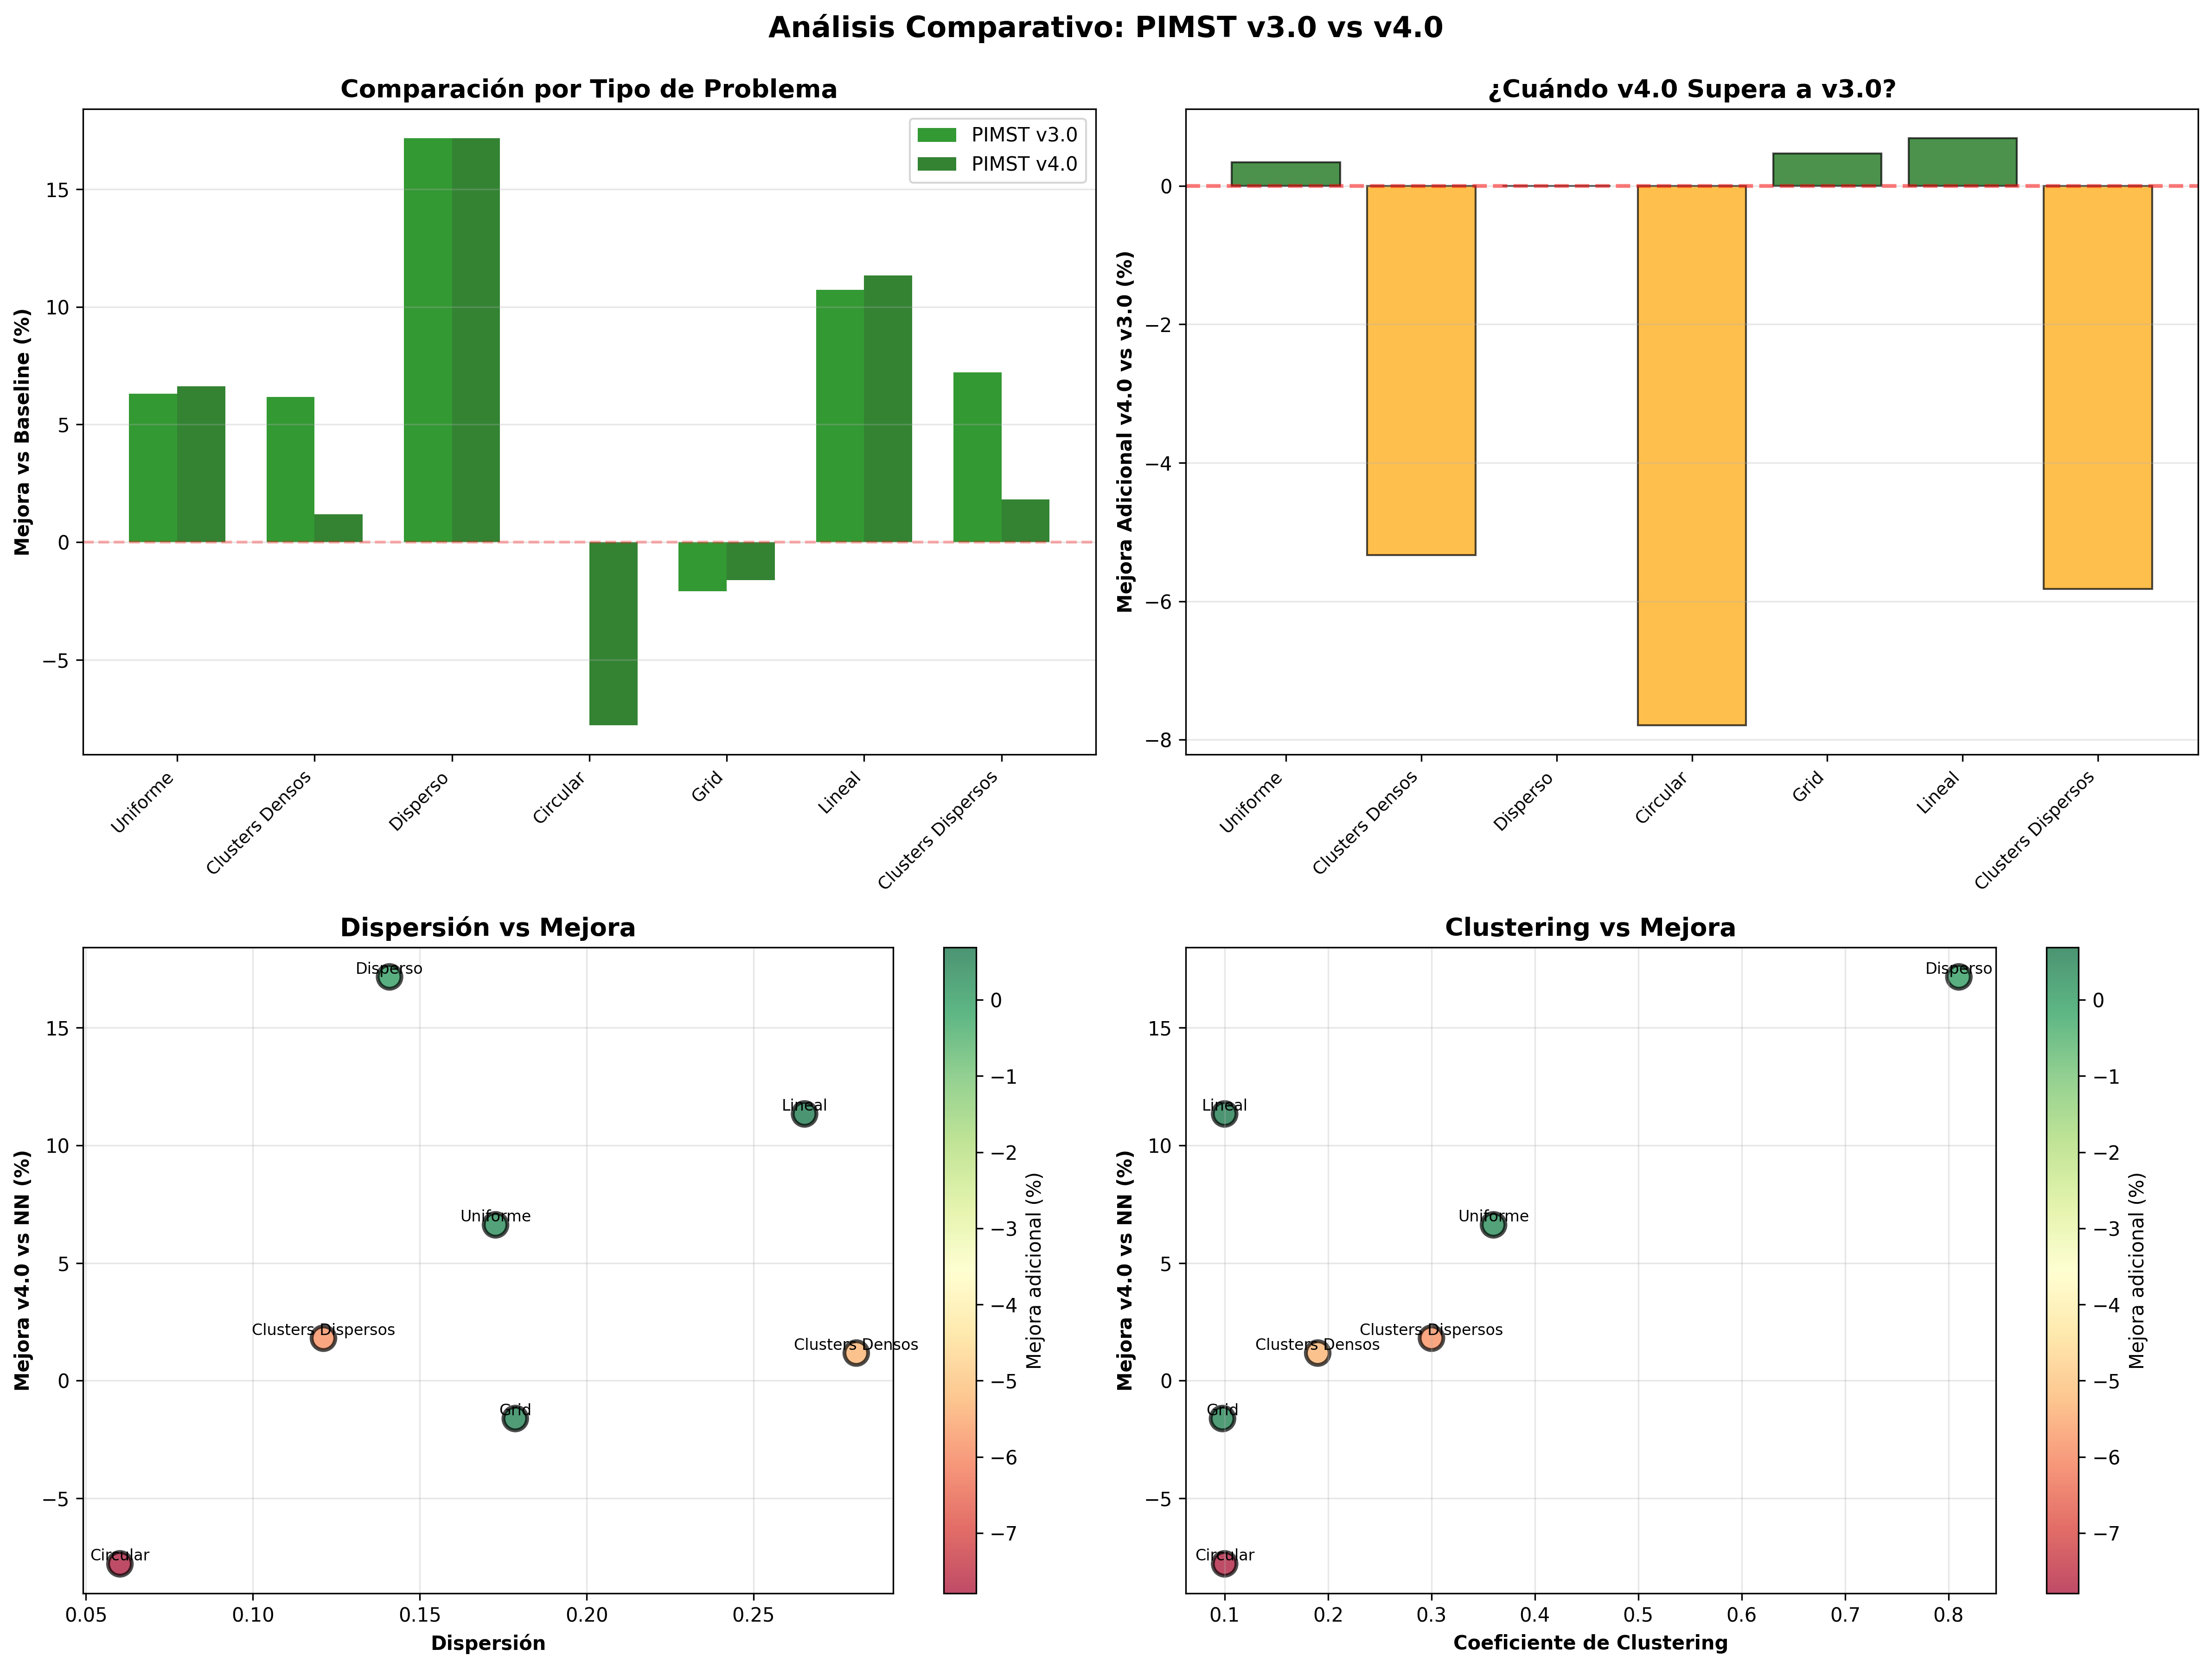 Análisis Comparativo: PIMST v3.0 vs v4.0
Comparación por Tipo de Problema
Mejora vs Baseline (%)
15
10
5
0
−5
PIMST v3.0
PIMST v4.0
Uniforme
Clusters Densos
Disperso
Circular
Grid
Lineal
Clusters Dispersos
¿Cuándo v4.0 Supera a v3.0?
Mejora Adicional v4.0 vs v3.0 (%)
0
−2
−4
−6
−8
Uniforme
Clusters Densos
Disperso
Circular
Grid
Lineal
Clusters Dispersos
Dispersión vs Mejora
Mejora v4.0 vs NN (%)
15
10
5
0
−5
Disperso
Lineal
Uniforme
Clusters Dispersos
Clusters Densos
Grid
Circular
0.05
0.10
0.15
0.20
0.25
Dispersión
0
−1
−2
−3
−4
−5
−6
−7
Mejora adicional (%)
Clustering vs Mejora
Mejora v4.0 vs NN (%)
15
10
5
0
−5
Disperso
Lineal
Uniforme
Clusters Dispersos
Clusters Densos
Grid
Circular
0.1
0.2
0.3
0.4
0.5
0.6
0.7
0.8
Coeficiente de Clustering
0
−1
−2
−3
−4
−5
−6
−7
Mejora adicional (%)